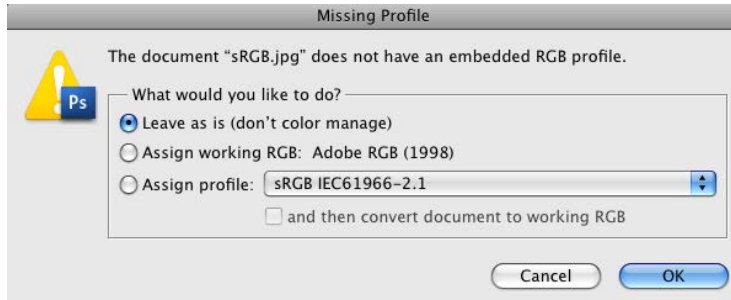 Missing Profile
The document “sRGB.jpg” does not have an embedded RGB profile.
Ps
What would you like to do?
Leave as is (don’t color manage)
Assign working RGB: Adobe RGB (1998)
Assign profile: sRGB IEC61966-2.1
and then convert document to working RGB
Cancel OK